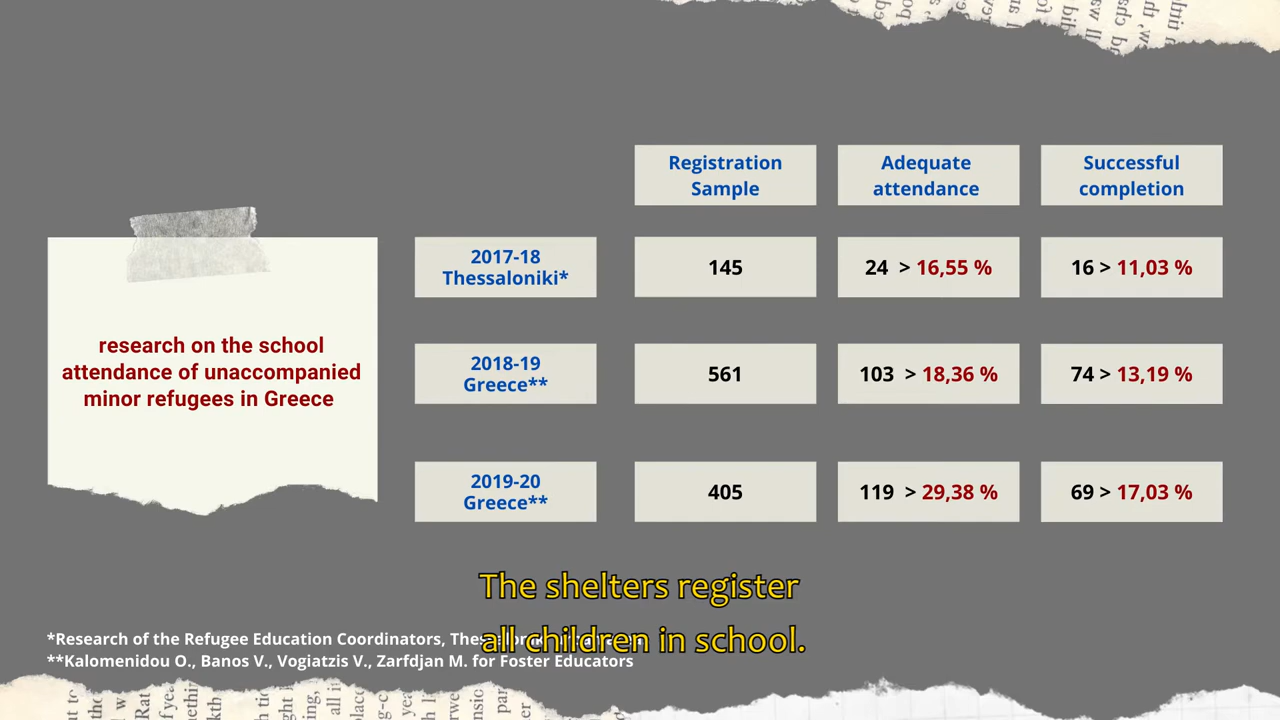 Registration
Sample
Adequate
attendance
Successful
completion
research on the school
attendance of unaccompanied
minor refugees in Greece
2017-18
Thessaloniki*
145
24 > 16,55 %
16 > 11,03 %
2018-19
Greece**
561
103 > 18,36 %
74 > 13,19 %
2019-20
Greece**
405
119 > 29,38 %
69 > 17,03 %
The shelters register
all children in school.
*Research of the Refugee Education Coordinators,
**Kalomenidou O., Banos V., Vogiatzis V., Zarfdjan M. for Foster Educators